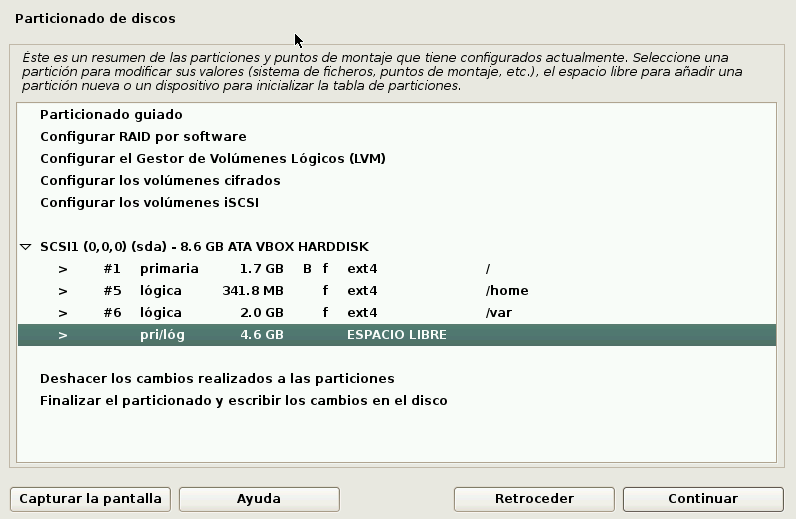 Particionado de discos
Éste es un resumen de las particiones y puntos de montaje que tiene configurados actualmente. Seleccione una
partición para modificar sus valores (sistema de ficheros, puntos de montaje, etc.), el espacio libre para añadir una
partición nueva o un dispositivo para inicializar la tabla de particiones.
Particionado guiado
Configurar RAID por software
Configurar el Gestor de Volúmenes Lógicos (LVM)
Configurar los volúmenes cifrados
Configurar los volúmenes iSCSI
SCSI1 (0,0,0) (sda) - 8.6 GB ATA VBOX HARDDISK
> #1 primaria 1.7 GB B f ext4 /
> #5 lógica 341.8 MB f ext4 /home
> #6 lógica 2.0 GB f ext4 /var
> pri/lóg 4.6 GB ESPACIO LIBRE
Deshacer los cambios realizados a las particiones
Finalizar el particionado y escribir los cambios en el disco
Capturar la pantalla Ayuda Retroceder Continuar